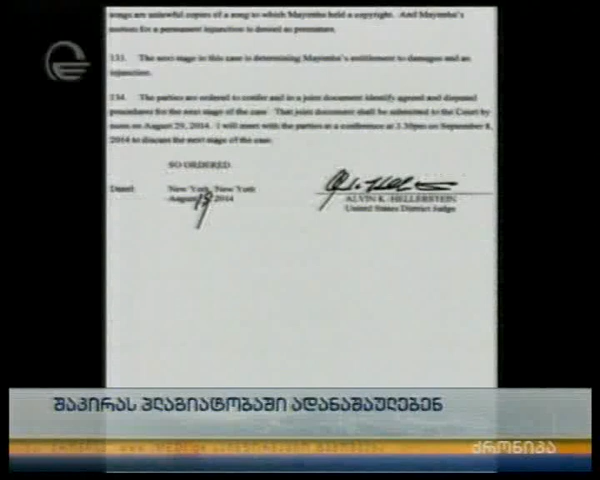 songs are unlawful copies of a song to which Mayimba held a copyright. And Mayimba's
motion for a permanent injunction is denied as premature.
133. The next stage in this case is determining Mayimba's entitlement to damages and an
injunction.
134. The parties are ordered to confer and in a joint document identify agreed and disputed
procedures for the next stage of the case. That joint document shall be submitted to the Court by
noon on August 29, 2014. I will meet with the parties at a conference at 3:30pm on September 8,
2014 to discuss the next stage of the case.
SO ORDERED.
Dated: New York, New York
August 19 2014
ALVIN K. HELLERSTEIN
United States District Judge
შაკირას პლაგიატობაში ადანაშაულებენ
ქრონიკა